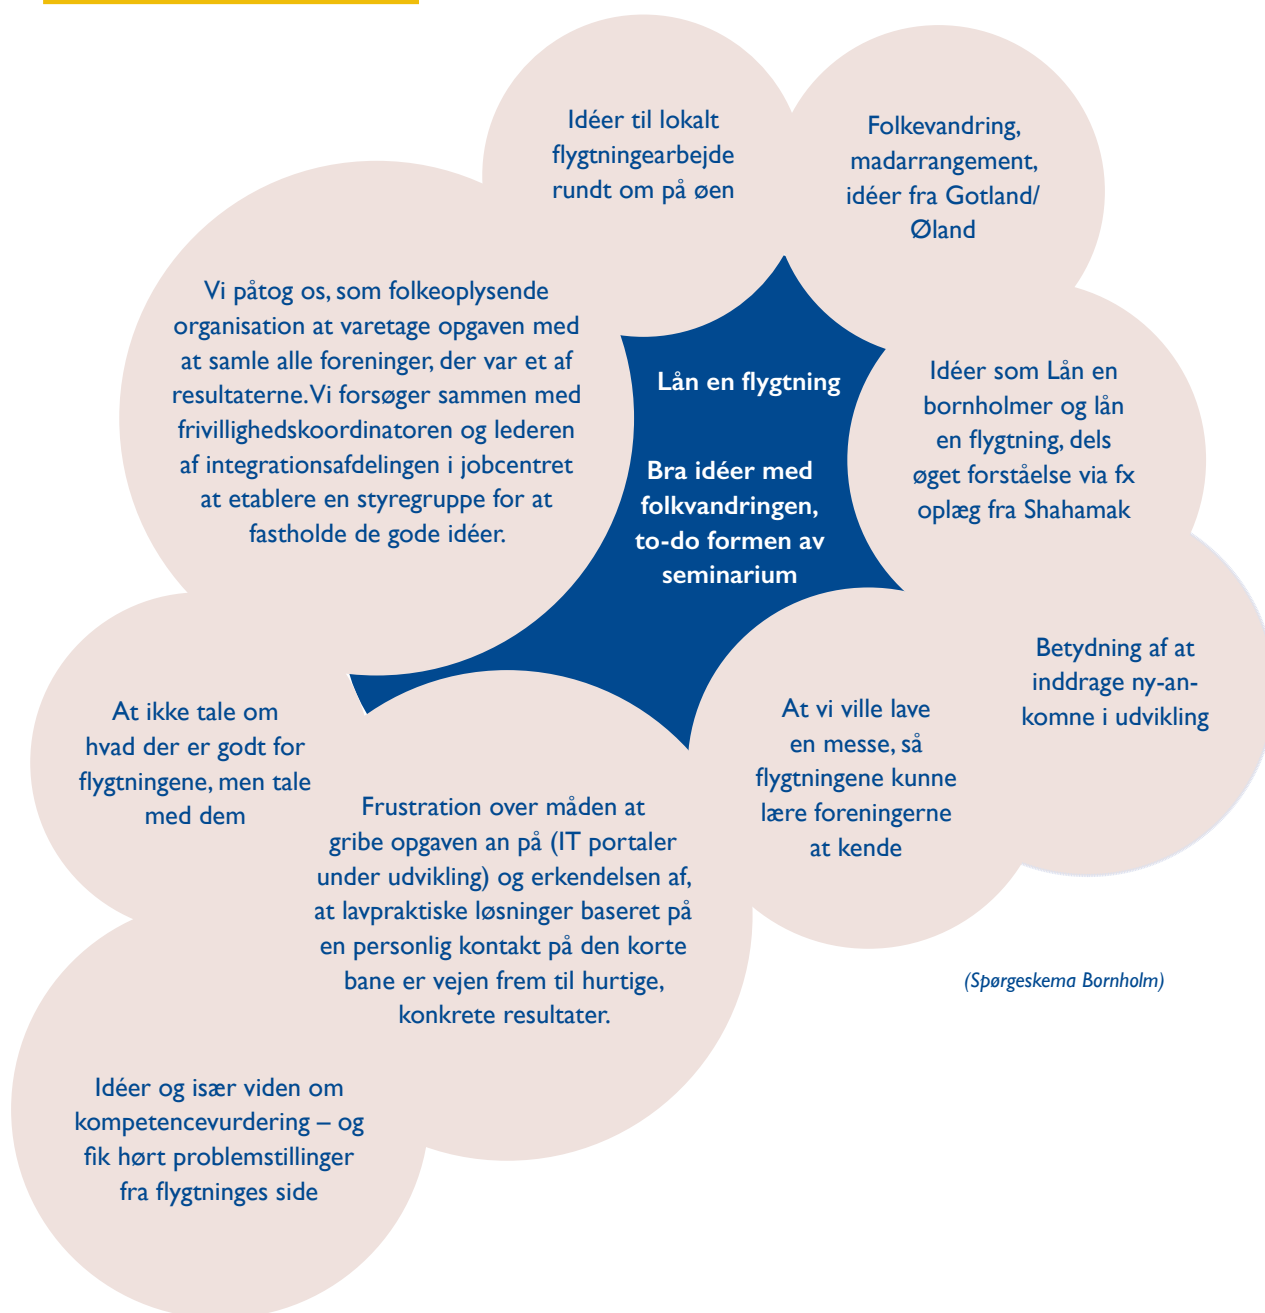 Idéer til lokalt
flygtningearbejde
rundt om på øen
Folkevandring,
madarrangement,
idéer fra Gotland/
Øland
Vi påtog os, som folkeoplysende
organisation at varetage opgaven med
at samle alle foreninger, der var et af
resultaterne. Vi forsøger sammen med
frivillighedskoordinatoren og lederen
af integrationsafdelingen i jobcentret
at etablere en styregruppe for at
fastholde de gode idéer.
Lån en flygtning
Bra idéer med
folkvandringen,
to-do formen av
seminarium
Idéer som Lån en
bornholmer og lån
en flygtning, dels
øget forståelse via fx
oplæg fra Shahamak
Betydning af at
inddrage ny-an-
komne i udvikling
At ikke tale om
hvad der er godt for
flygtningene, men tale
med dem
At vi ville lave
en messe, så
flygtningene kunne
lære foreningerne
at kende
Frustration over måden at
gribe opgaven an på (IT portaler
under udvikling) og erkendelsen af,
at lavpraktiske løsninger baseret på
en personlig kontakt på den korte
bane er vejen frem til hurtige,
konkrete resultater.
(Spørgeskema Bornholm)
Idéer og især viden om
kompetencevurdering – og
fik hørt problemstillinger
fra flygtninges side